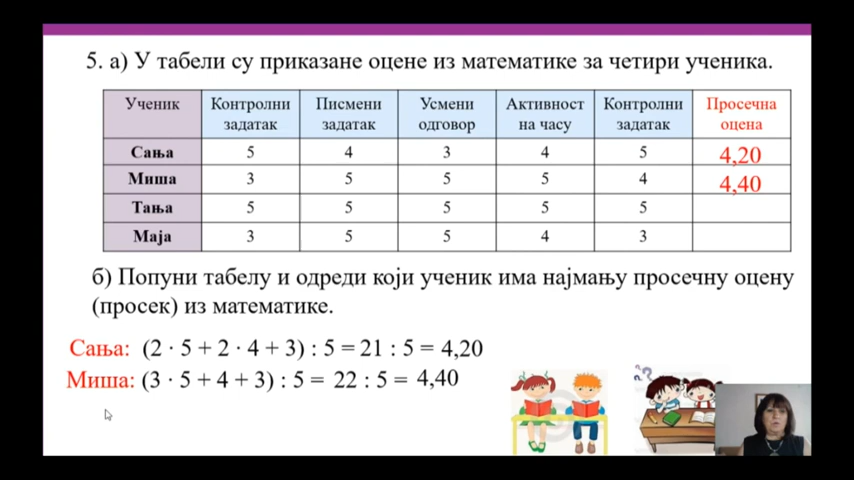 5. а) У табели су приказане оцене из математике за четири ученика.
Ученик Контролни задатак Писмени задатак Усмени одговор Активност на часу Контролни задатак Просечна оцена
Сања 5 4 3 4 5 4,20
Миша 3 5 5 5 4 4,40
Тања 5 5 5 5 5
Маја 3 5 5 4 3
б) Попуни табелу и одреди који ученик има најмању просечну оцену
(просек) из математике.
Сања: (2 · 5 + 2 · 4 + 3) : 5 = 21 : 5 = 4,20
Миша: (3 · 5 + 4 + 3) : 5 = 22 : 5 = 4,40
??